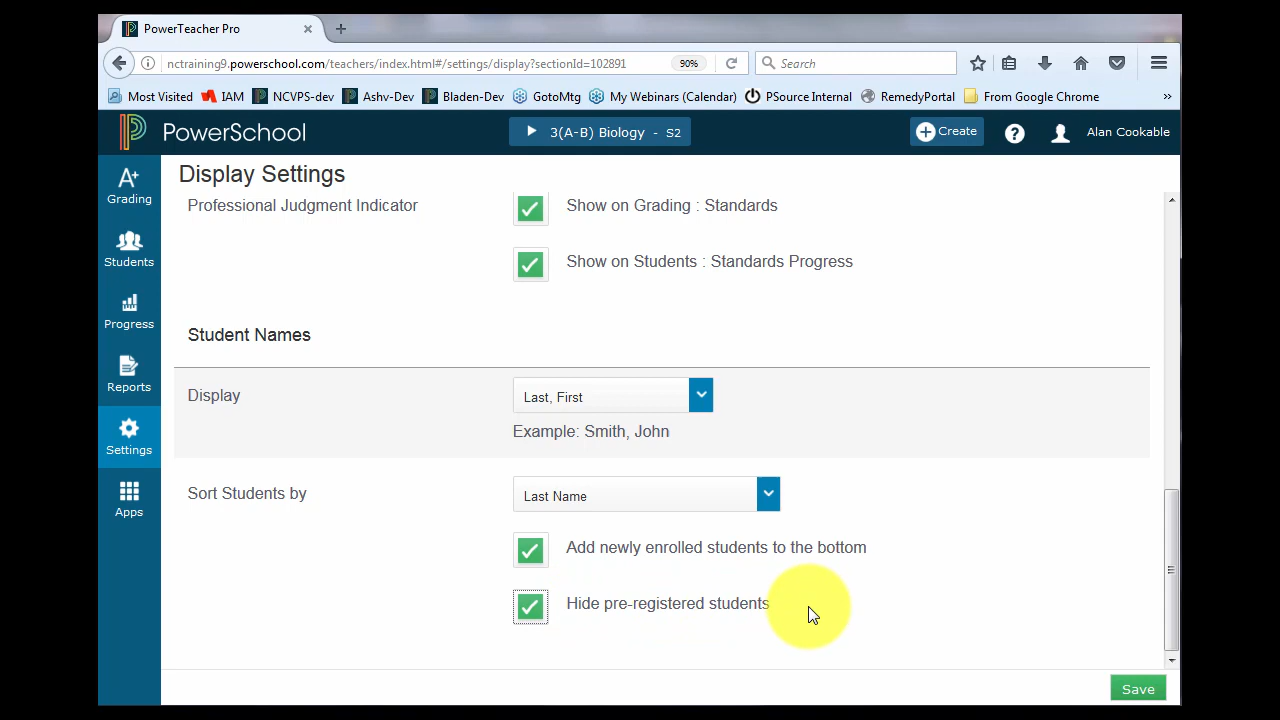 PowerTeacher Pro
nctraining9.powerschool.com/teachers/index.html#/settings/display?sectionId=102891
90%
Search
Most Visited
IAM
NCVPS-dev
Ashv-Dev
Bladen-Dev
GotoMtg
My Webinars (Calendar)
PSource Internal
RemedyPortal
From Google Chrome
PowerSchool
3(A-B) Biology - S2
Create
Alan Cookable
Grading
Students
Progress
Reports
Settings
Apps
Display Settings
Professional Judgment Indicator
Show on Grading : Standards
Show on Students : Standards Progress
Student Names
Display
Last, First
Example: Smith, John
Sort Students by
Last Name
Add newly enrolled students to the bottom
Hide pre-registered students
Save